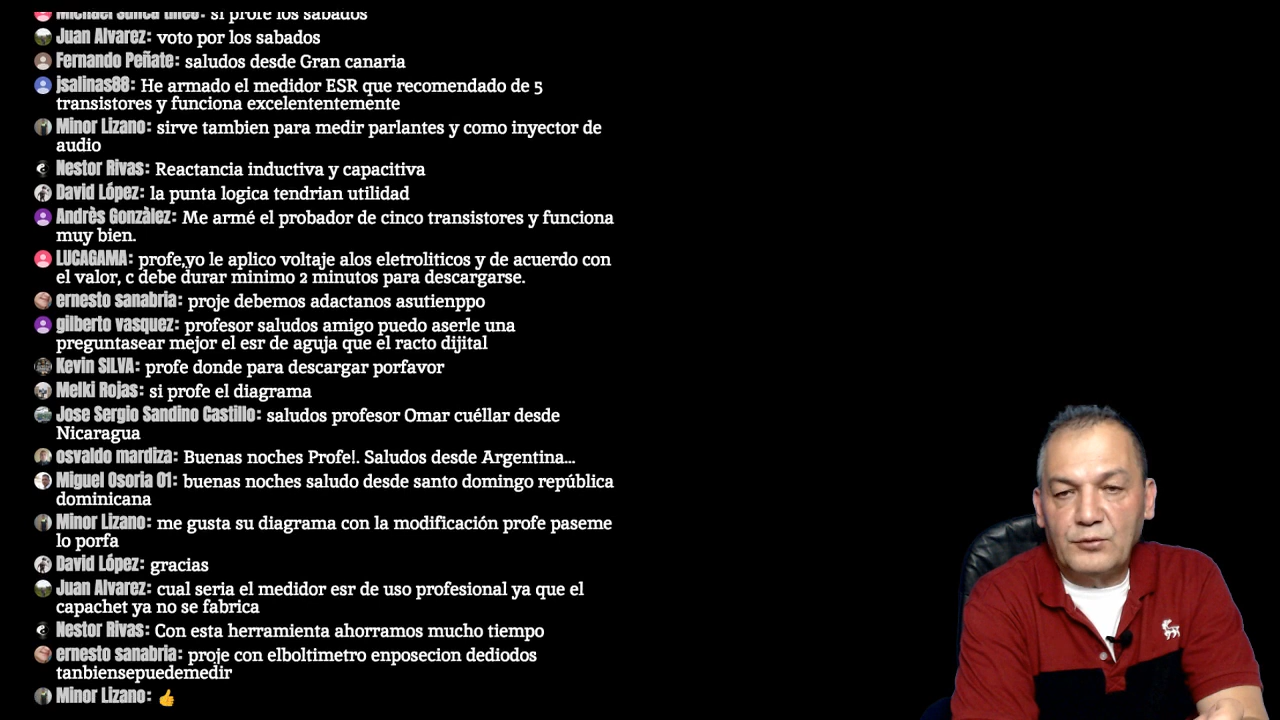 si profe los sabados
Juan Alvarez: voto por los sabados
Fernando Peñate: saludos desde Gran canaria
jsalinas88: He armado el medidor ESR que recomendado de 5
transistores y funciona excelententemente
Minor Lizano: sirve tambien para medir parlantes y como inyector de
audio
Nestor Rivas: Reactancia inductiva y capacitiva
David López: la punta logica tendrian utilidad
Andrès Gonzàlez: Me armé el probador de cinco transistores y funciona
muy bien.
LUCAGAMA: profe,yo le aplico voltaje alos eletroliticos y de acuerdo con
el valor, c debe durar minimo 2 minutos para descargarse.
ernesto sanabria: proje debemos adactanos asutienppo
gilberto vasquez: profesor saludos amigo puedo aserle una
preguntasear mejor el esr de aguja que el racto dijital
Kevin SILVA: profe donde para descargar porfavor
Melki Rojas: si profe el diagrama
Jose Sergio Sandino Castillo: saludos profesor Omar cuéllar desde
Nicaragua
osvaldo mardiza: Buenas noches Profe!. Saludos desde Argentina...
Miguel Osoria 01: buenas noches saludo desde santo domingo república
dominicana
Minor Lizano: me gusta su diagrama con la modificación profe paseme
lo porfa
David López: gracias
Juan Alvarez: cual seria el medidor esr de uso profesional ya que el
capachet ya no se fabrica
Nestor Rivas: Con esta herramienta ahorramos mucho tiempo
ernesto sanabria: proje con elboltimetro enposecion dediodos
tanbiensepuedemedir
Minor Lizano: 👍